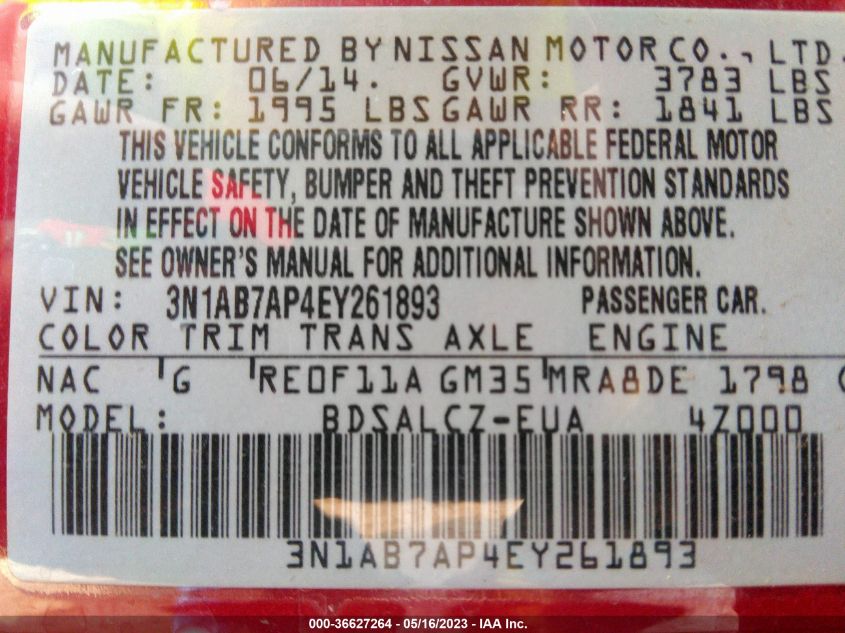 MANUFACTURED BY NISSAN MOTOR CO., LTD.
DATE: 06/14. GVWR: 3783 LBS
GAWR FR: 1995 LBS GAWR RR: 1841 LBS
THIS VEHICLE CONFORMS TO ALL APPLICABLE FEDERAL MOTOR
VEHICLE SAFETY, BUMPER AND THEFT PREVENTION STANDARDS
IN EFFECT ON THE DATE OF MANUFACTURE SHOWN ABOVE.
SEE OWNER'S MANUAL FOR ADDITIONAL INFORMATION.
VIN: 3N1AB7AP4EY261893 PASSENGER CAR.
COLOR TRIM TRANS AXLE ENGINE
NAC G RE0F11A GM35 MRA8DE 1798
MODEL: BDSALCZ-EUA 4Z000
3N1AB7AP4EY261893
000-36627264 - 05/16/2023 - IAA Inc.